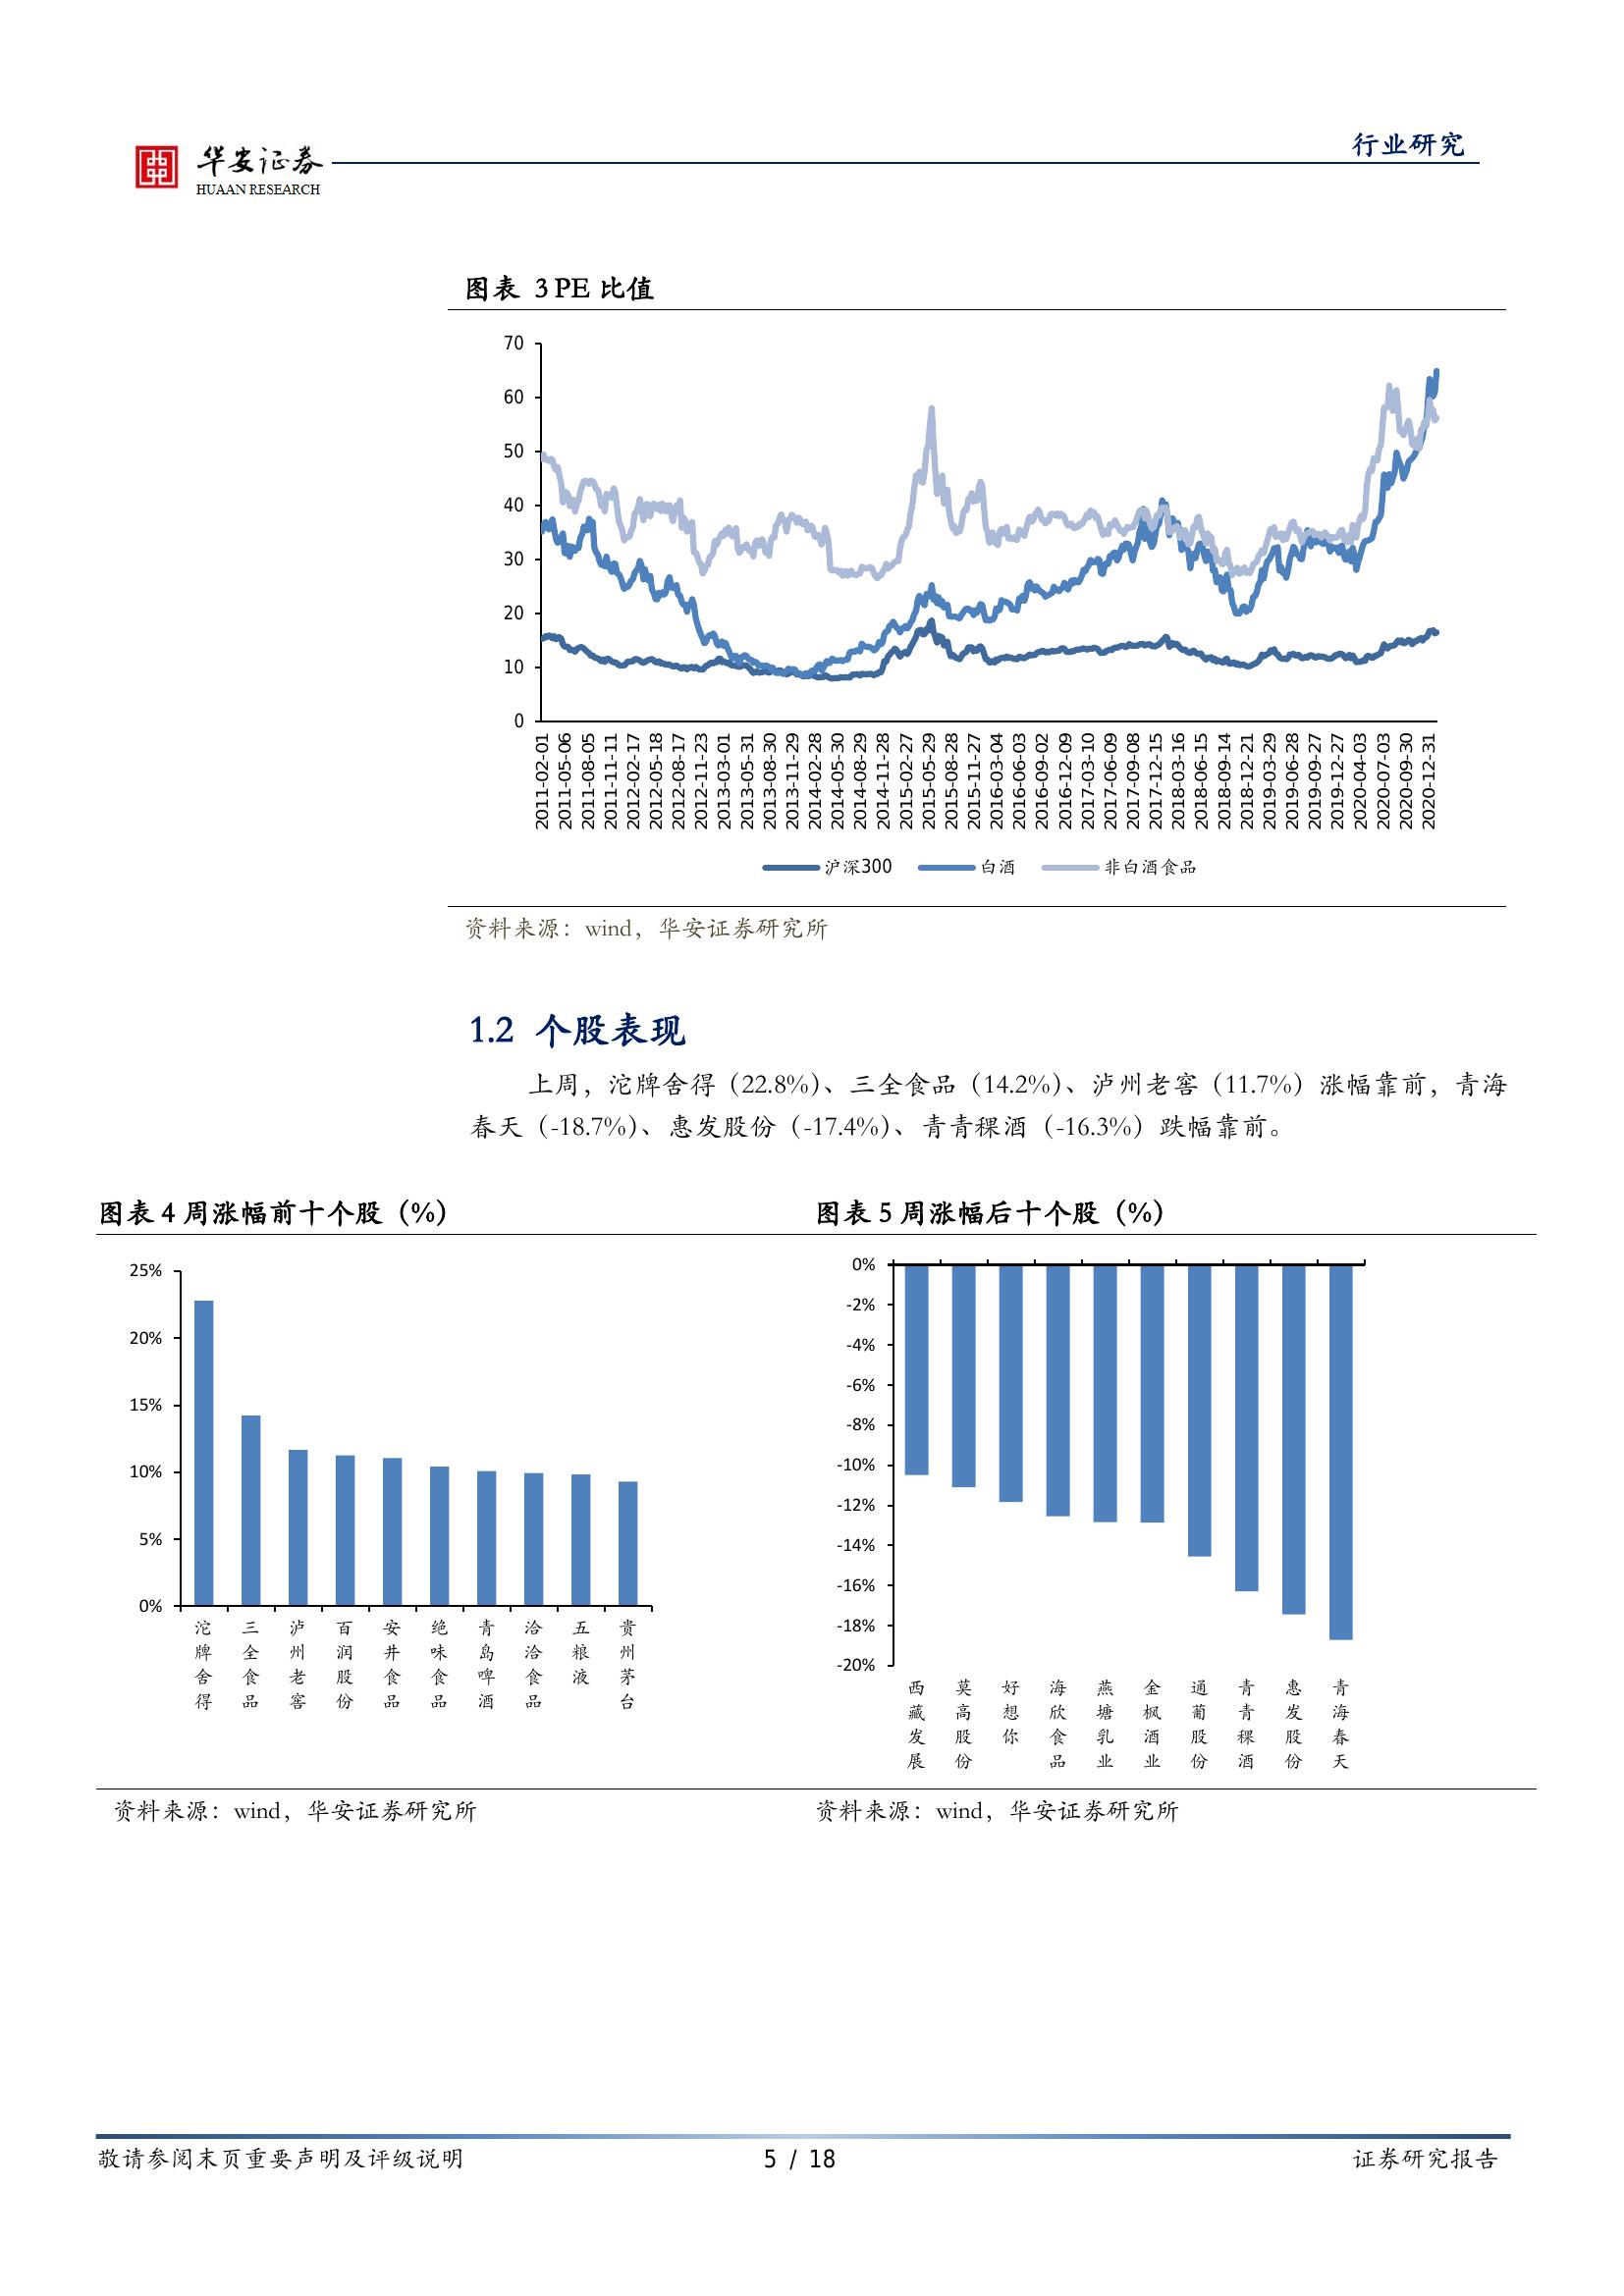 华安证券
HUAAN RESEARCH
行业研究
图表 3 PE 比值
70
60
50
40
30
20
10
0
2011-02-01
2011-05-06
2011-08-05
2011-11-11
2012-02-17
2012-05-18
2012-08-17
2012-11-23
2013-03-01
2013-05-31
2013-08-30
2013-11-29
2014-02-28
2014-05-30
2014-08-29
2014-11-28
2015-02-27
2015-05-29
2015-08-28
2015-11-27
2016-03-04
2016-06-03
2016-09-02
2016-12-09
2017-03-10
2017-06-09
2017-09-08
2017-12-15
2018-03-16
2018-06-15
2018-09-14
2018-12-21
2019-03-29
2019-06-28
2019-09-27
2019-12-27
2020-04-03
2020-07-03
2020-09-30
2020-12-31
沪深300 白酒 非白酒食品
资料来源：wind，华安证券研究所
1.2 个股表现
上周，沱牌舍得（22.8%）、三全食品（14.2%）、泸州老窖（11.7%）涨幅靠前，青海
春天（-18.7%）、惠发股份（-17.4%）、青青稞酒（-16.3%）跌幅靠前。
图表 4 周涨幅前十个股（%）
25%
20%
15%
10%
5%
0%
沱牌舍得
三全食品
泸州老窖
百润股份
安井食品
绝味食品
青岛啤酒
洽洽食品
五粮液
贵州茅台
资料来源：wind，华安证券研究所
图表 5 周涨幅后十个股（%）
0%
-2%
-4%
-6%
-8%
-10%
-12%
-14%
-16%
-18%
-20%
西藏发展
莫高股份
好想你
海欣食品
燕塘乳业
金枫酒业
通葡股份
青青稞酒
惠发股份
青海春天
资料来源：wind，华安证券研究所
敬请参阅末页重要声明及评级说明 5 / 18 证券研究报告